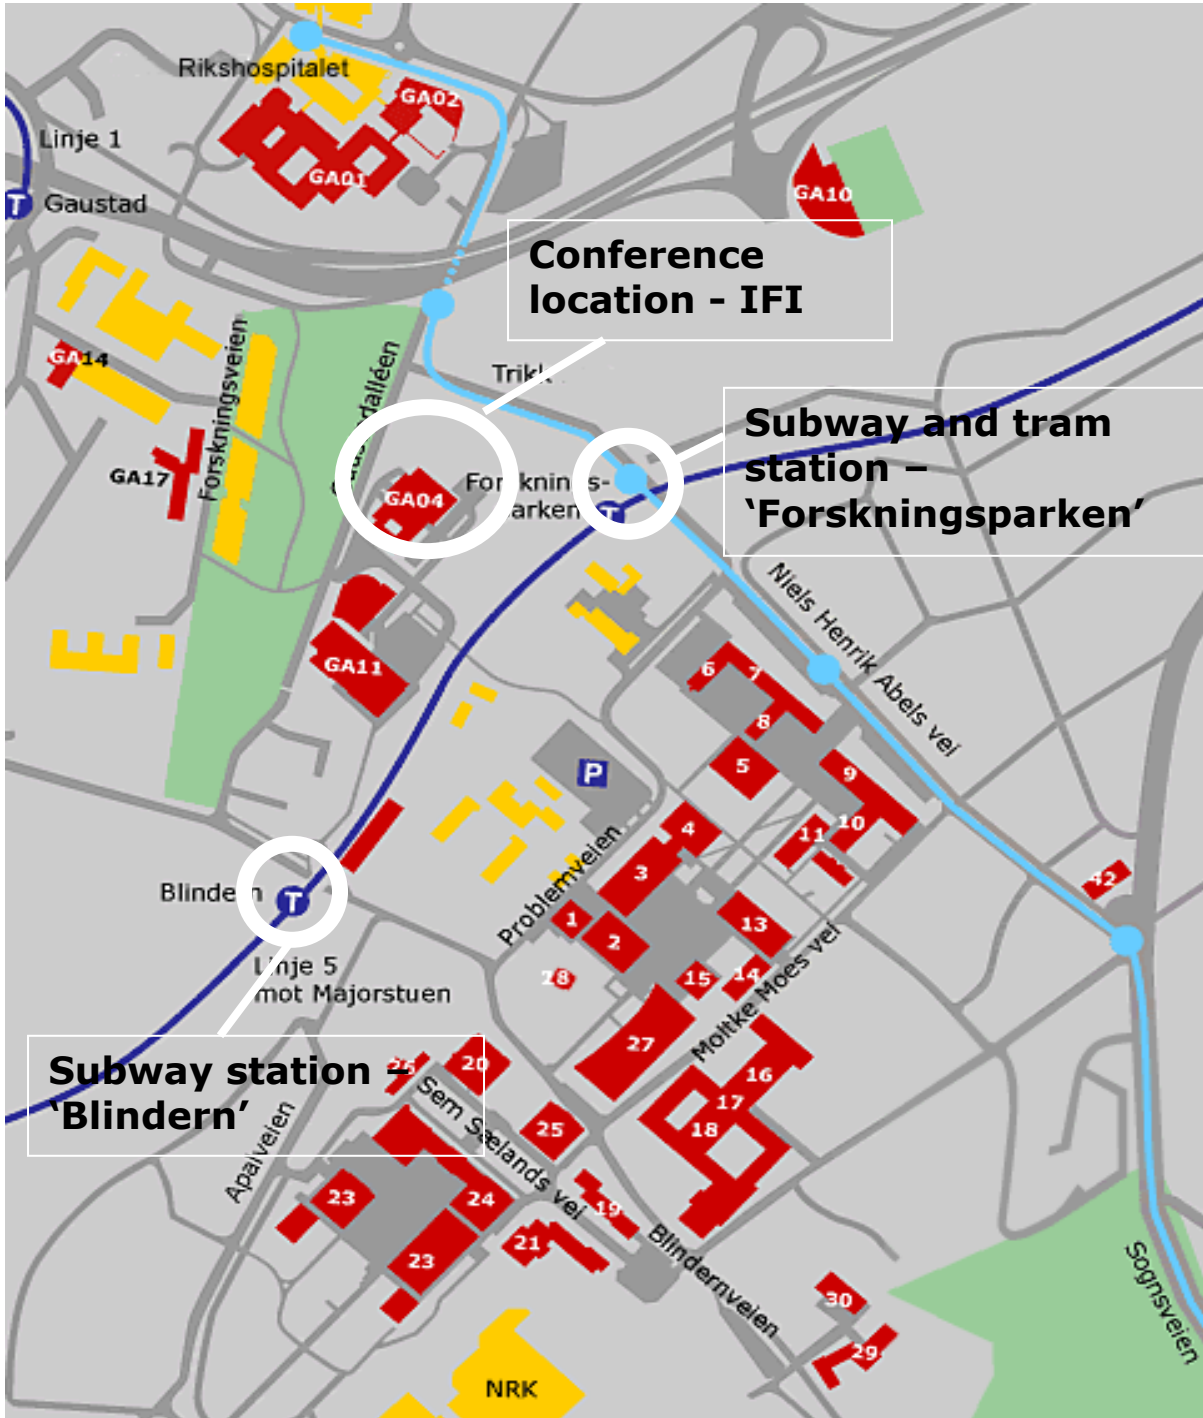 Rikshospitalet
GA02
Linje 1
GA01
GA10
T Gaustad
Conference
location - IFI
Forskningsveien
GA14
Trikk
Subway and tram
station –
‘Forskningsparken’
GA17
GA04
T
Niels Henrik Abels vei
GA11
6
7
8
5
9
P
4
11
10
3
42
Problemveien
Blindern
T
1
2
13
Linje 5
mot Majorstuen
28
15
14
Moltke Moes vei
27
Subway station –
‘Blindern’
20
16
Sem Sælands vei
17
25
18
Apalveien
23
24
19
21
23
Blindernveien
Sognsveien
30
29
NRK